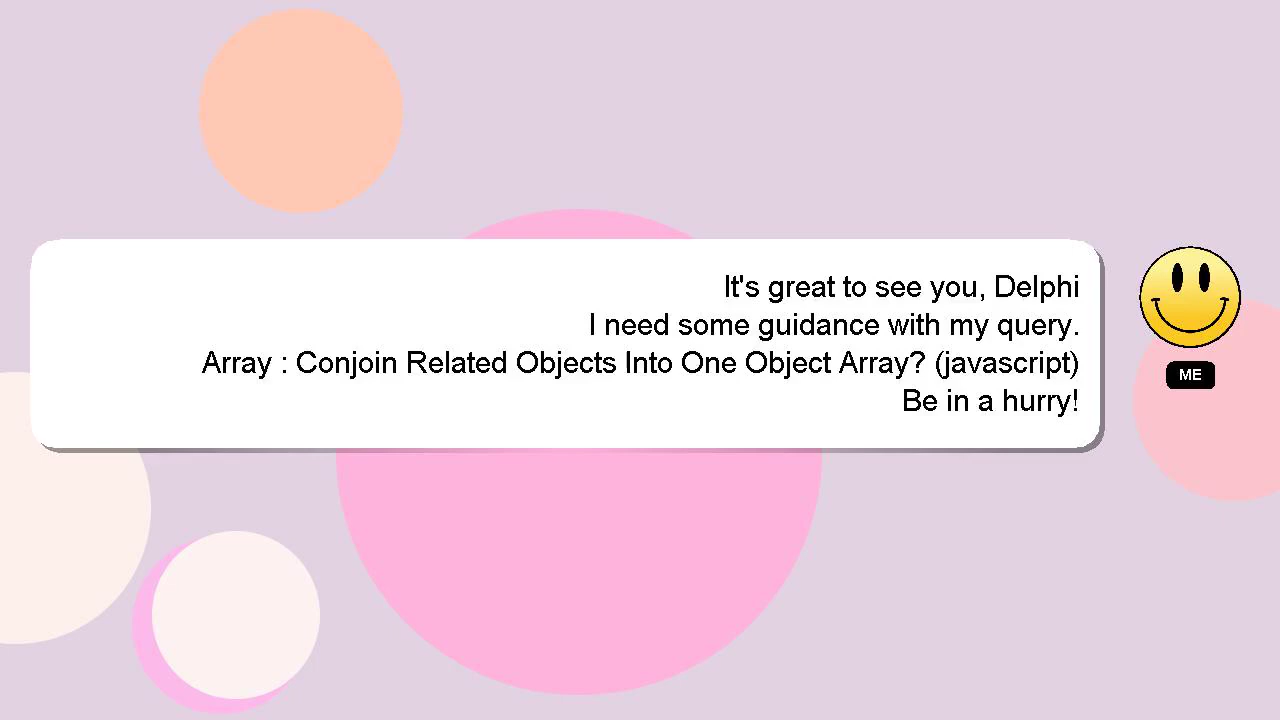 It's great to see you, Delphi
I need some guidance with my query.
Array : Conjoin Related Objects Into One Object Array? (javascript)
Be in a hurry!
ME